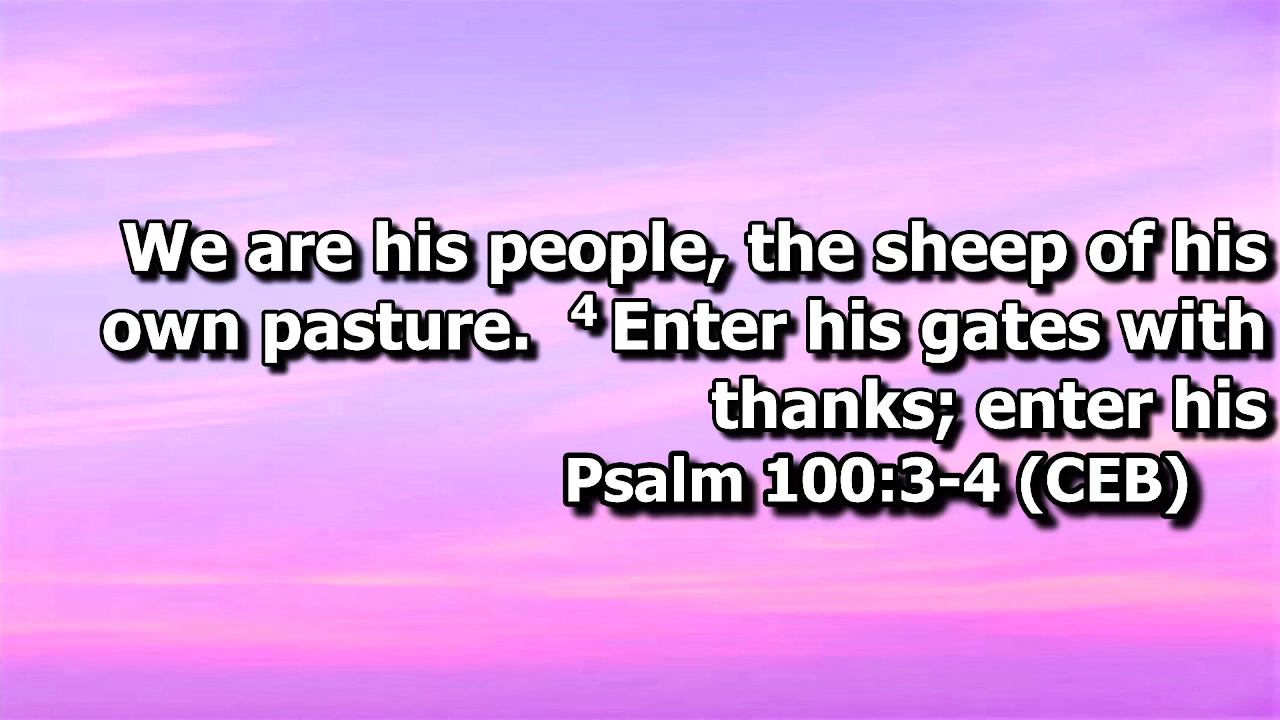 We are his people, the sheep of his
own pasture. ⁴ Enter his gates with
thanks; enter his
Psalm 100:3-4 (CEB)